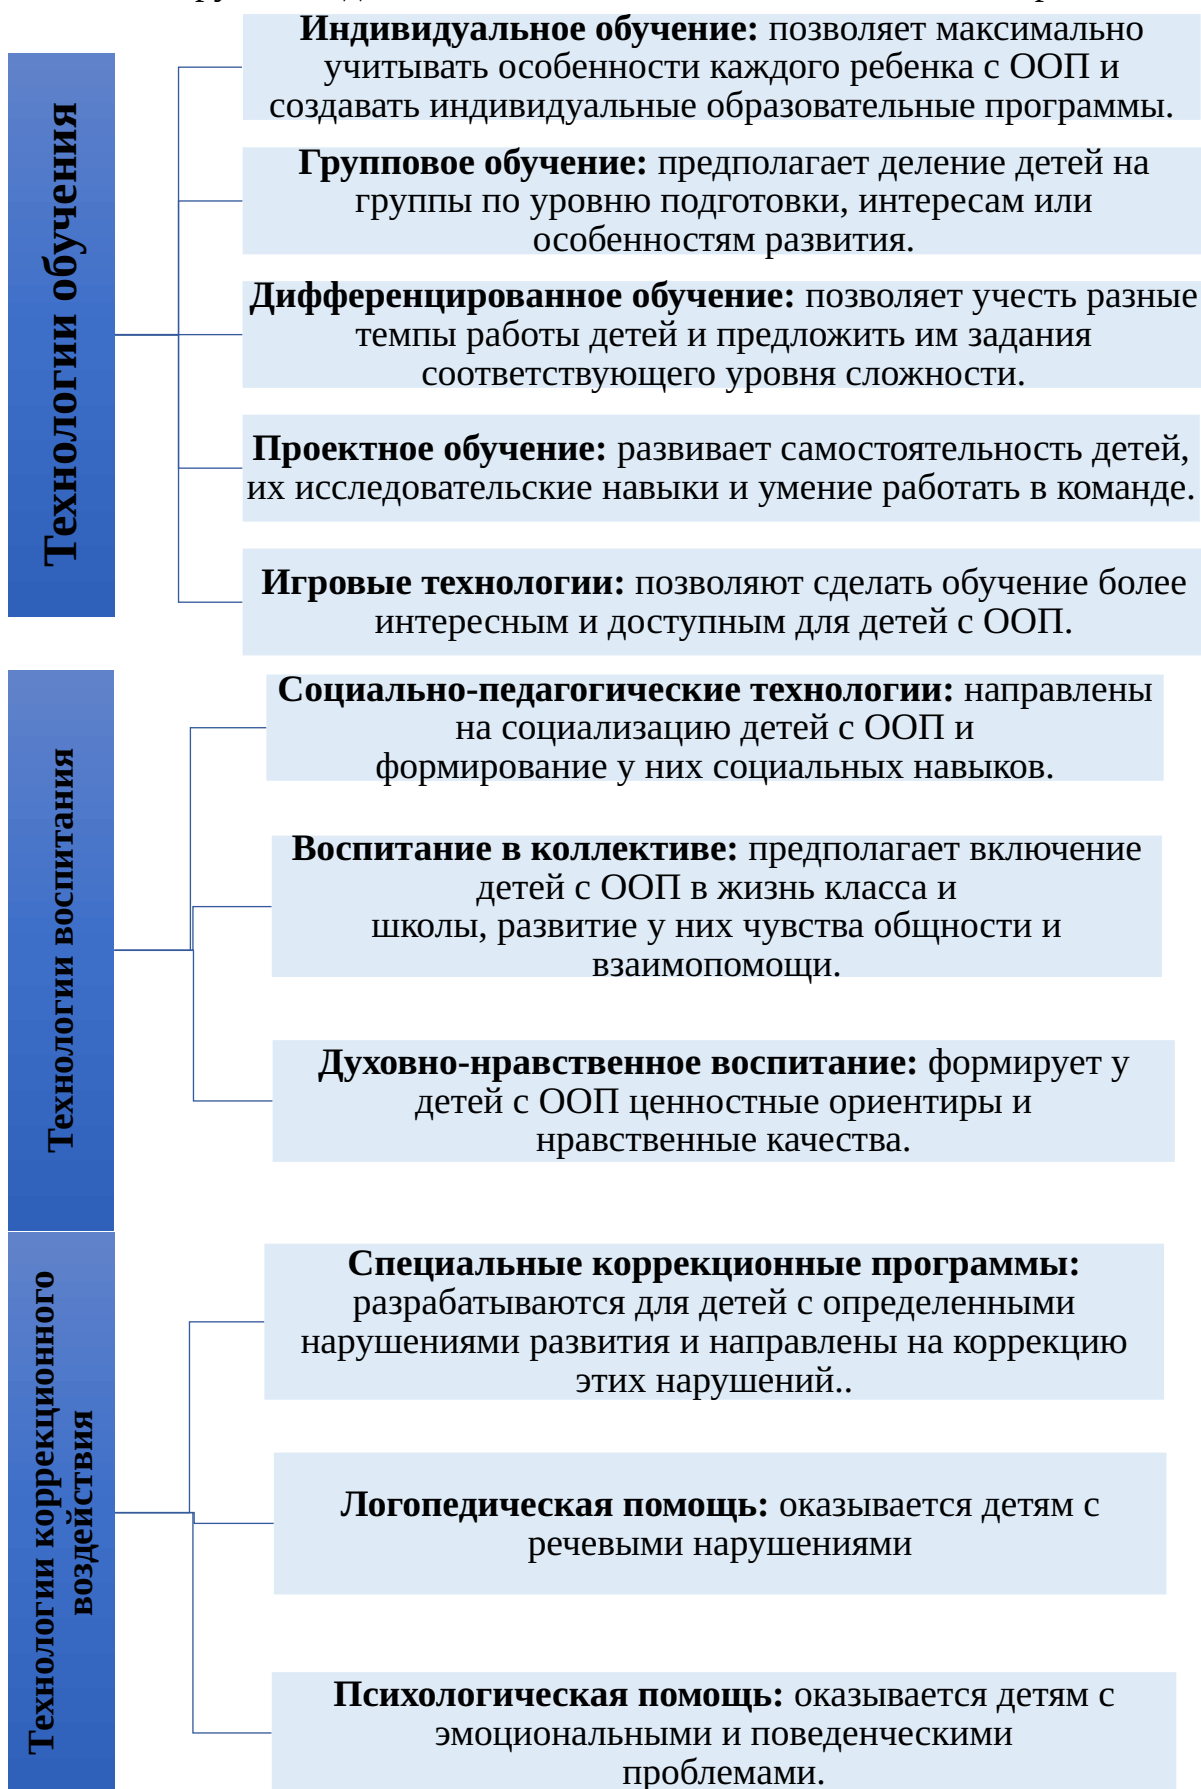 Технологии обучения
Индивидуальное обучение: позволяет максимально
учитывать особенности каждого ребенка с ООП и
создавать индивидуальные образовательные программы.
Групповое обучение: предполагает деление детей на
группы по уровню подготовки, интересам или
особенностям развития.
Дифференцированное обучение: позволяет учесть разные
темпы работы детей и предложить им задания
соответствующего уровня сложности.
Проектное обучение: развивает самостоятельность детей,
их исследовательские навыки и умение работать в команде.
Игровые технологии: позволяют сделать обучение более
интересным и доступным для детей с ООП.
Технологии воспитания
Социально-педагогические технологии: направлены
на социализацию детей с ООП и
формирование у них социальных навыков.
Воспитание в коллективе: предполагает включение
детей с ООП в жизнь класса и
школы, развитие у них чувства общности и
взаимопомощи.
Духовно-нравственное воспитание: формирует у
детей с ООП ценностные ориентиры и
нравственные качества.
Технологии коррекционного
воздействия
Специальные коррекционные программы:
разрабатываются для детей с определенными
нарушениями развития и направлены на коррекцию
этих нарушений..
Логопедическая помощь: оказывается детям с
речевыми нарушениями
Психологическая помощь: оказывается детям с
эмоциональными и поведенческими
проблемами.